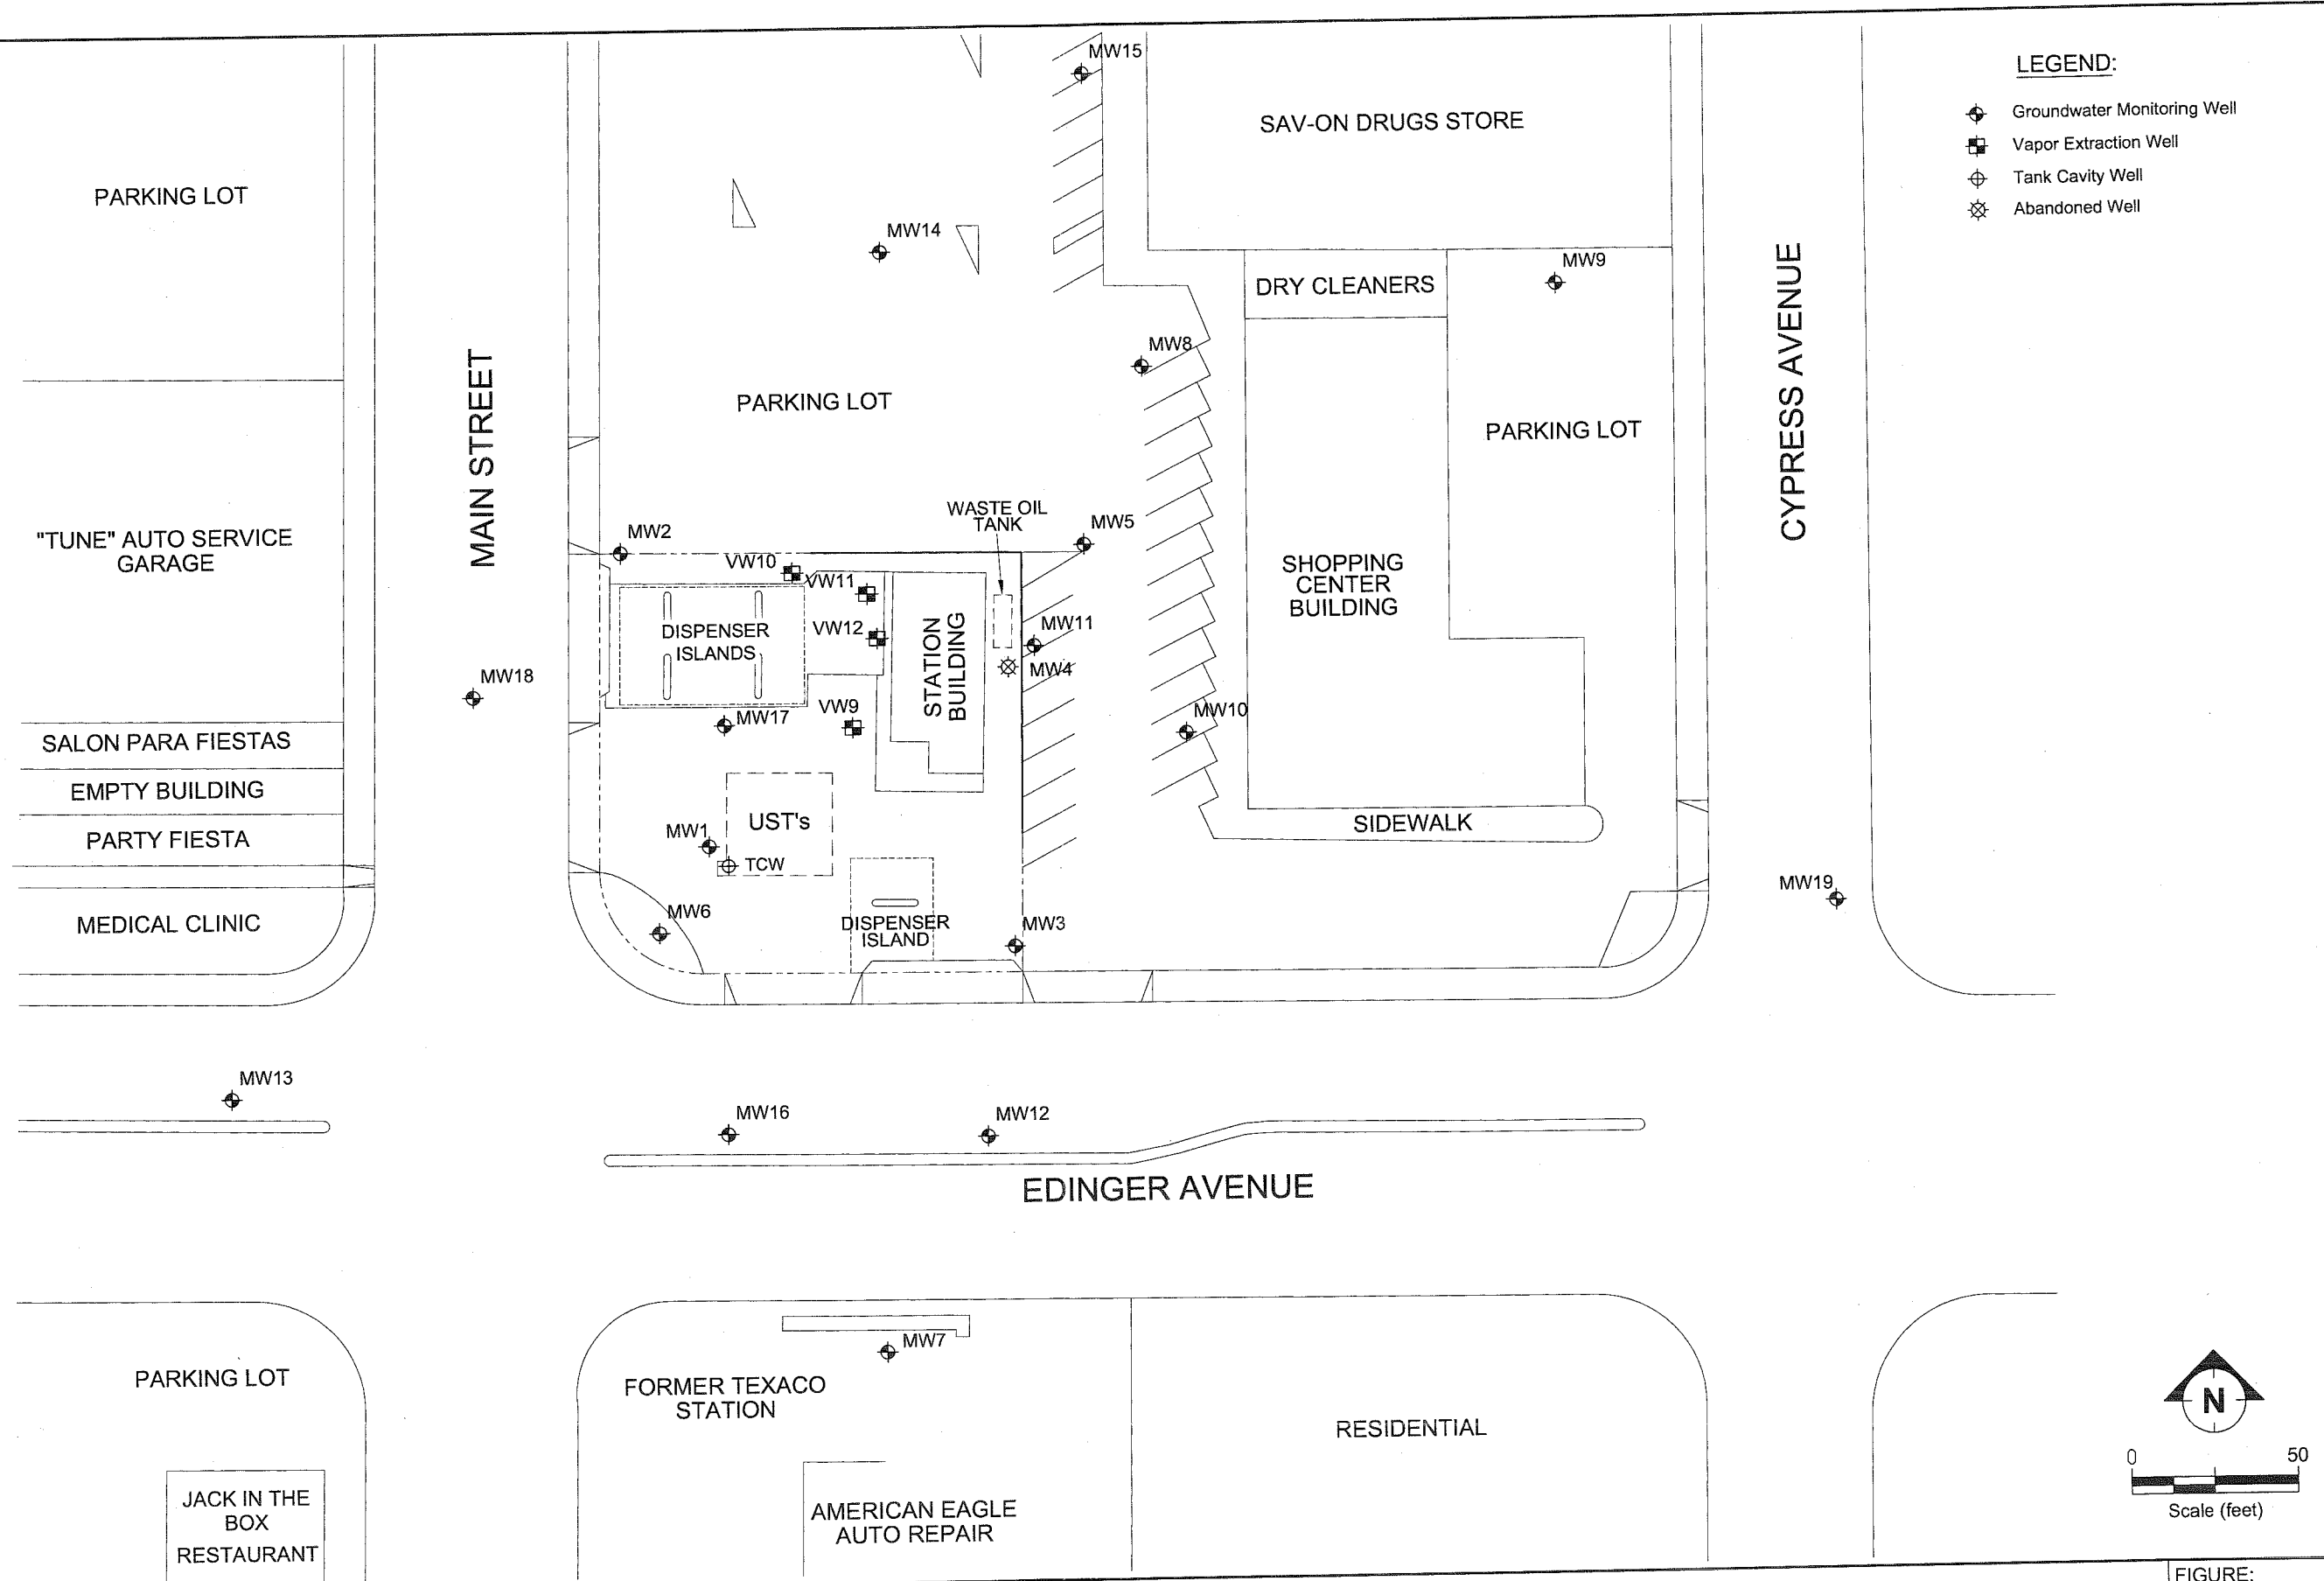 MW15
LEGEND:
Groundwater Monitoring Well
Vapor Extraction Well
Tank Cavity Well
Abandoned Well
SAV-ON DRUGS STORE
PARKING LOT
MW14
MW9
DRY CLEANERS
CYPRESS AVENUE
MAIN STREET
MW8
PARKING LOT
PARKING LOT
"TUNE" AUTO SERVICE
GARAGE
MW2
WASTE OIL
TANK
MW5
VW10
VW11
SHOPPING
CENTER
BUILDING
DISPENSER
ISLANDS
VW12
STATION
BUILDING
MW11
MW4
MW18
MW17
VW9
MW10
SALON PARA FIESTAS
EMPTY BUILDING
PARTY FIESTA
MEDICAL CLINIC
UST's
MW1
TCW
SIDEWALK
MW19
MW6
DISPENSER
ISLAND
MW3
MW13
MW16
MW12
EDINGER AVENUE
MW7
PARKING LOT
FORMER TEXACO
STATION
RESIDENTIAL
N
0 50
Scale (feet)
JACK IN THE
BOX
RESTAURANT
AMERICAN EAGLE
AUTO REPAIR
FIGURE: